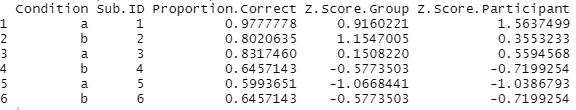 Condition Sub.ID Proportion.Correct Z.Score.Group Z.Score.Participant
1 a 1 0.9777778 0.9160221 1.5637499
2 b 2 0.8020635 1.1547005 0.3553233
3 a 3 0.8317460 0.1508220 0.5594568
4 b 4 0.6457143 -0.5773503 -0.7199254
5 a 5 0.5993651 -1.0668441 -1.0386793
6 b 6 0.6457143 -0.5773503 -0.7199254